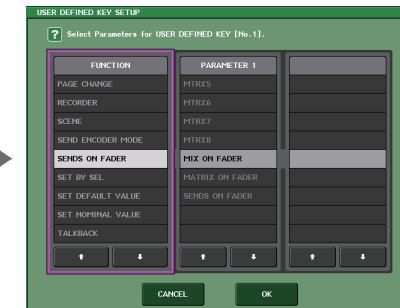 USER DEFINED KEY SETUP
? Select Parameters for USER DEFINED KEY [No.1].
FUNCTION
PAGE CHANGE
RECORDER
SCENE
SEND ENCODER MODE
SENDS ON FADER
SET BY SEL
SET DEFAULT VALUE
SET NOMINAL VALUE
TALKBACK
PARAMETER 1
MTRX5
MTRX6
MTRX7
MTRX8
MIX ON FADER
MATRIX ON FADER
SENDS ON FADER
CANCEL
OK